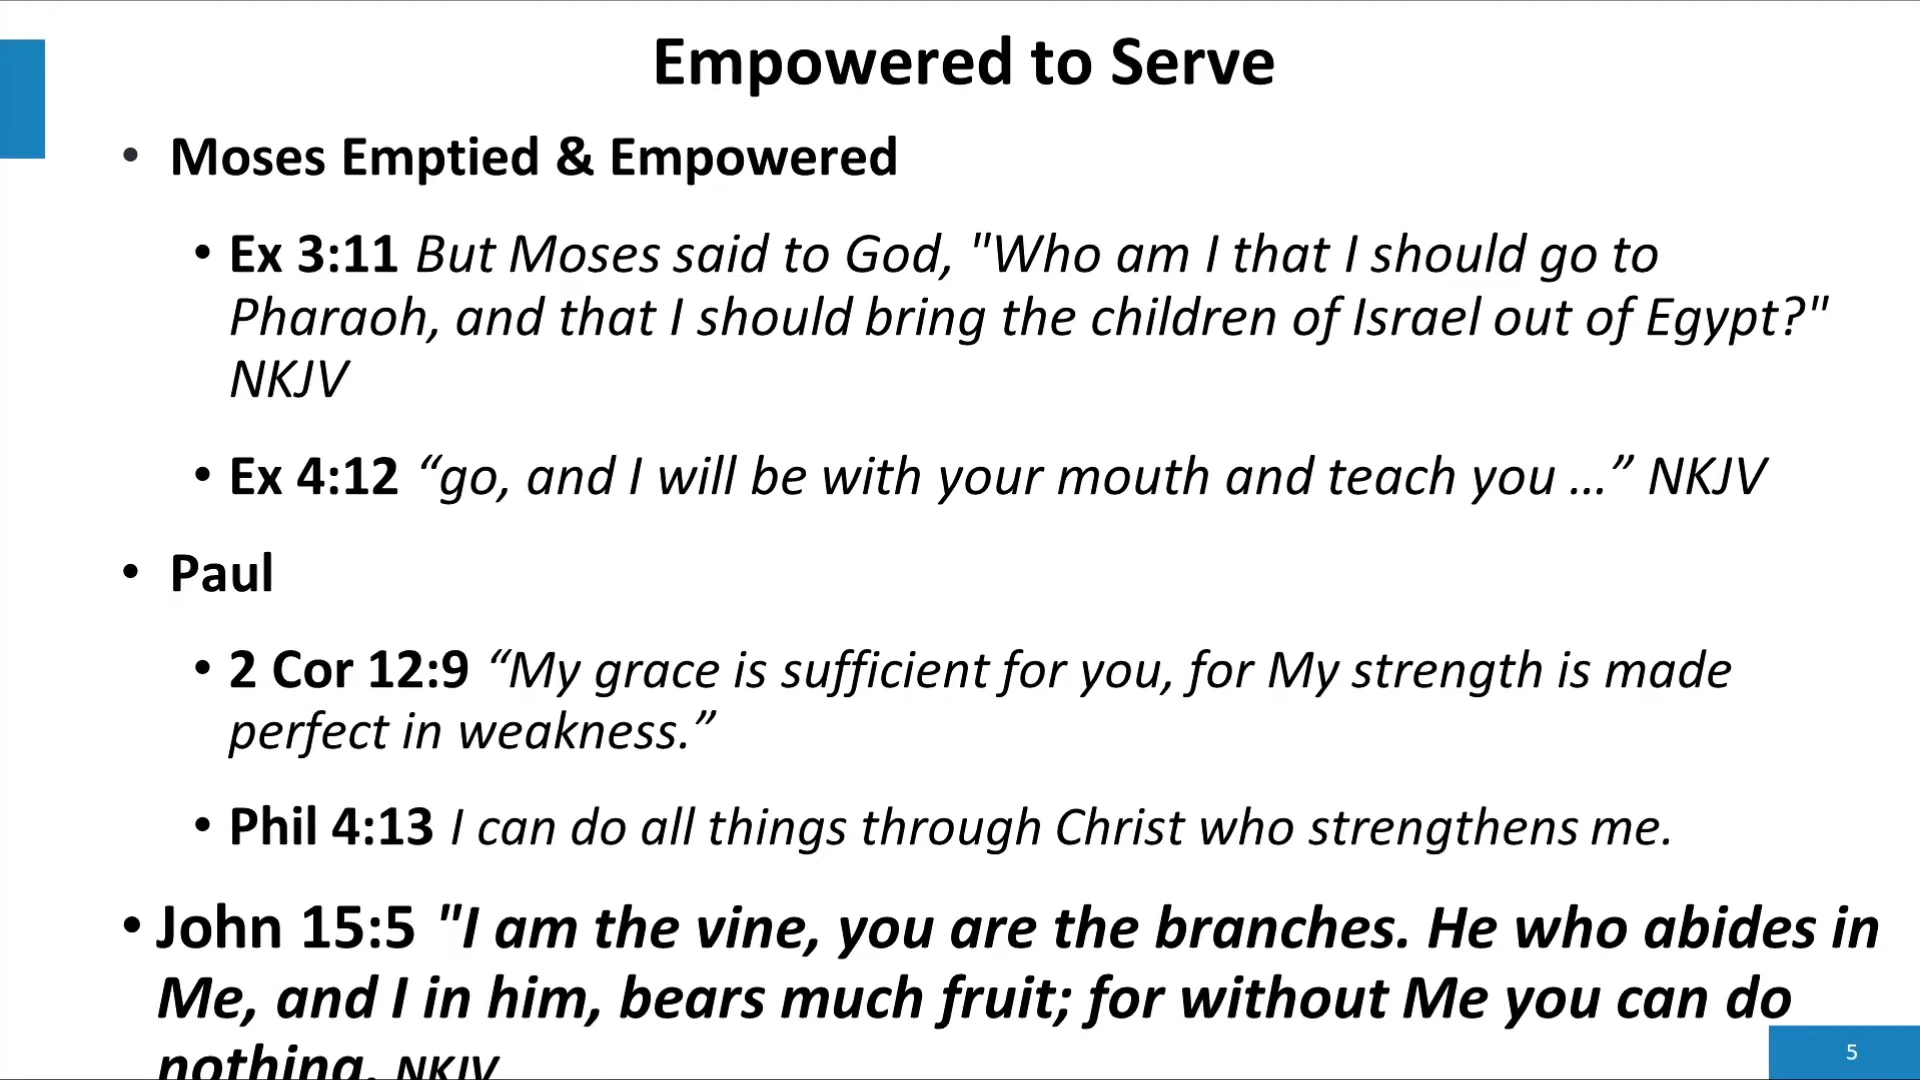 Empowered to Serve
• Moses Emptied & Empowered
• Ex 3:11 But Moses said to God, "Who am I that I should go to
Pharaoh, and that I should bring the children of Israel out of Egypt?"
NKJV
• Ex 4:12 “go, and I will be with your mouth and teach you …” NKJV
• Paul
• 2 Cor 12:9 “My grace is sufficient for you, for My strength is made
perfect in weakness.”
• Phil 4:13 I can do all things through Christ who strengthens me.
• John 15:5 "I am the vine, you are the branches. He who abides in
Me, and I in him, bears much fruit; for without Me you can do
nothing. NKJV
5